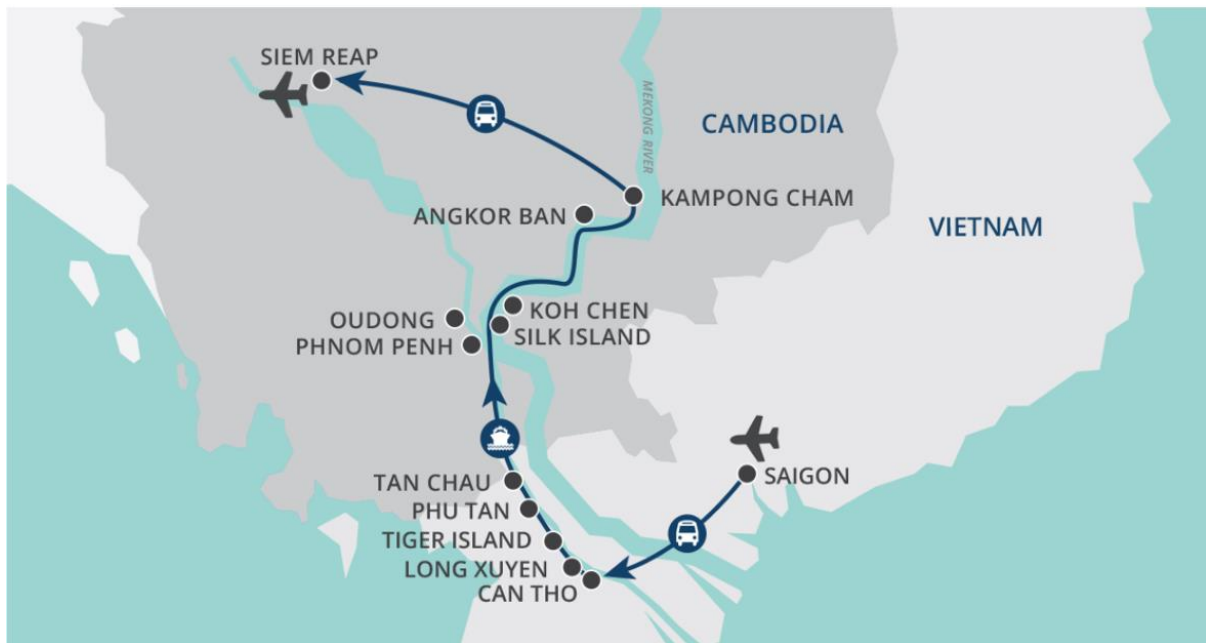 SIEM REAP
MEKONG RIVER
CAMBODIA
KAMPONG CHAM
ANGKOR BAN
VIETNAM
KOH CHEN
OUDONG
SILK ISLAND
PHNOM PENH
SAIGON
TAN CHAU
PHU TAN
TIGER ISLAND
LONG XUYEN
CAN THO